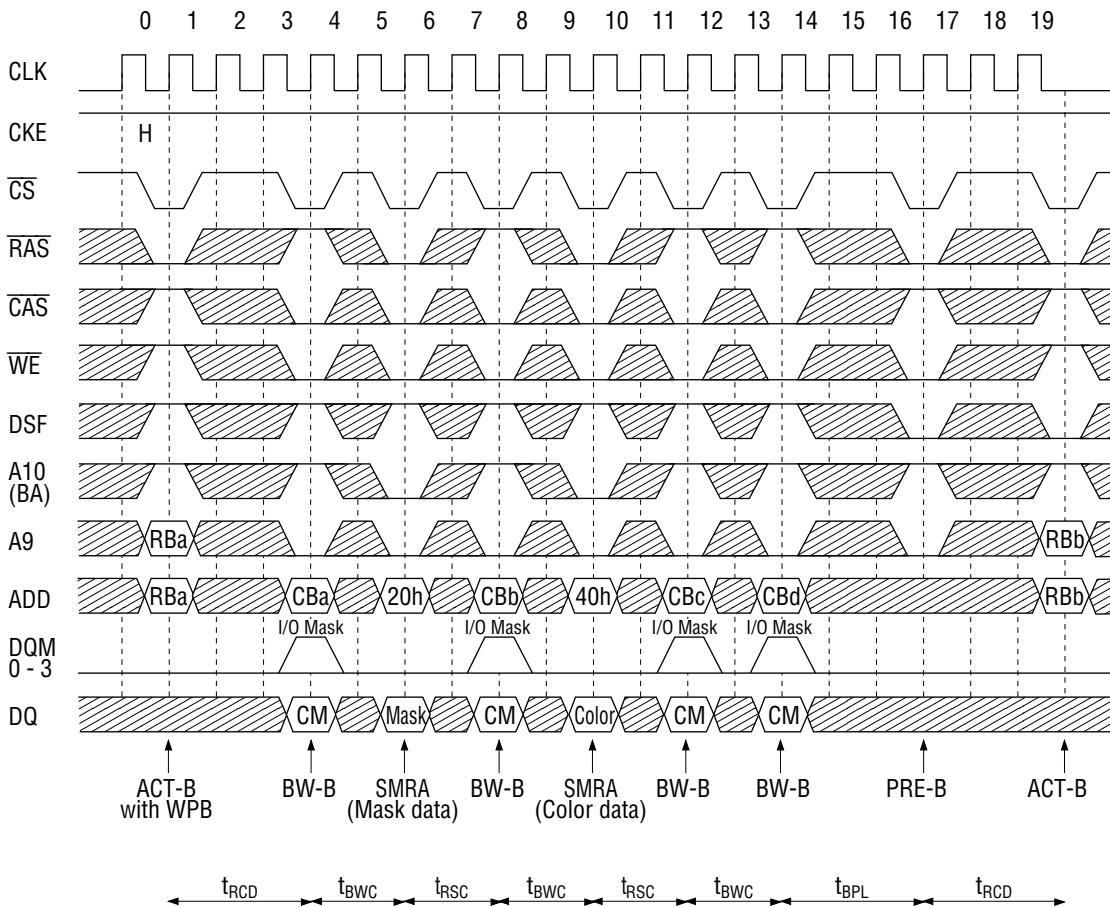 0 1 2 3 4 5 6 7 8 9 10 11 12 13 14 15 16 17 18 19
CLK
CKE H
CS
RAS
CAS
WE
DSF
A10
(BA)
A9 RBa RBb
ADD RBa CBa 20h CBb 40h CBc CBd RBb
I/O Mask I/O Mask I/O Mask I/O Mask
DQM
0 - 3
DQ CM Mask CM Color CM CM
ACT-B BW-B SMRA BW-B SMRA BW-B BW-B PRE-B ACT-B
with WPB (Mask data) (Color data)
tRCD tBWC tRSC tBWC tRSC tBWC tBPL tRCD